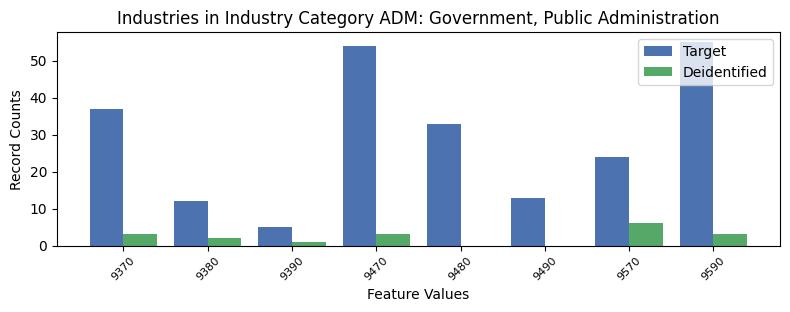 Industries in Industry Category ADM: Government, Public Administration
Target
Deidentified
Record Counts
50
40
30
20
10
0
9370 9380 9390 9470 9480 9490 9570 9590
Feature Values